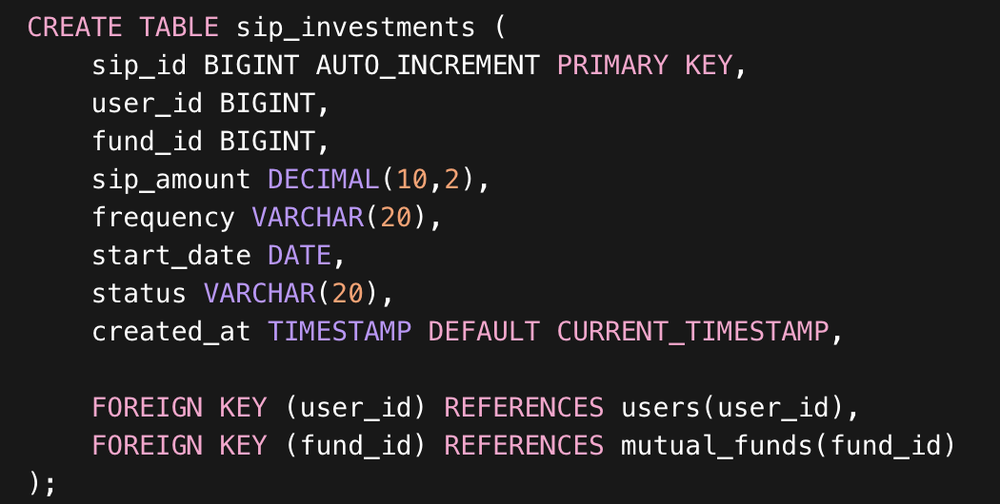 CREATE TABLE sip_investments (
    sip_id BIGINT AUTO_INCREMENT PRIMARY KEY,
    user_id BIGINT,
    fund_id BIGINT,
    sip_amount DECIMAL(10,2),
    frequency VARCHAR(20),
    start_date DATE,
    status VARCHAR(20),
    created_at TIMESTAMP DEFAULT CURRENT_TIMESTAMP,

    FOREIGN KEY (user_id) REFERENCES users(user_id),
    FOREIGN KEY (fund_id) REFERENCES mutual_funds(fund_id)
);